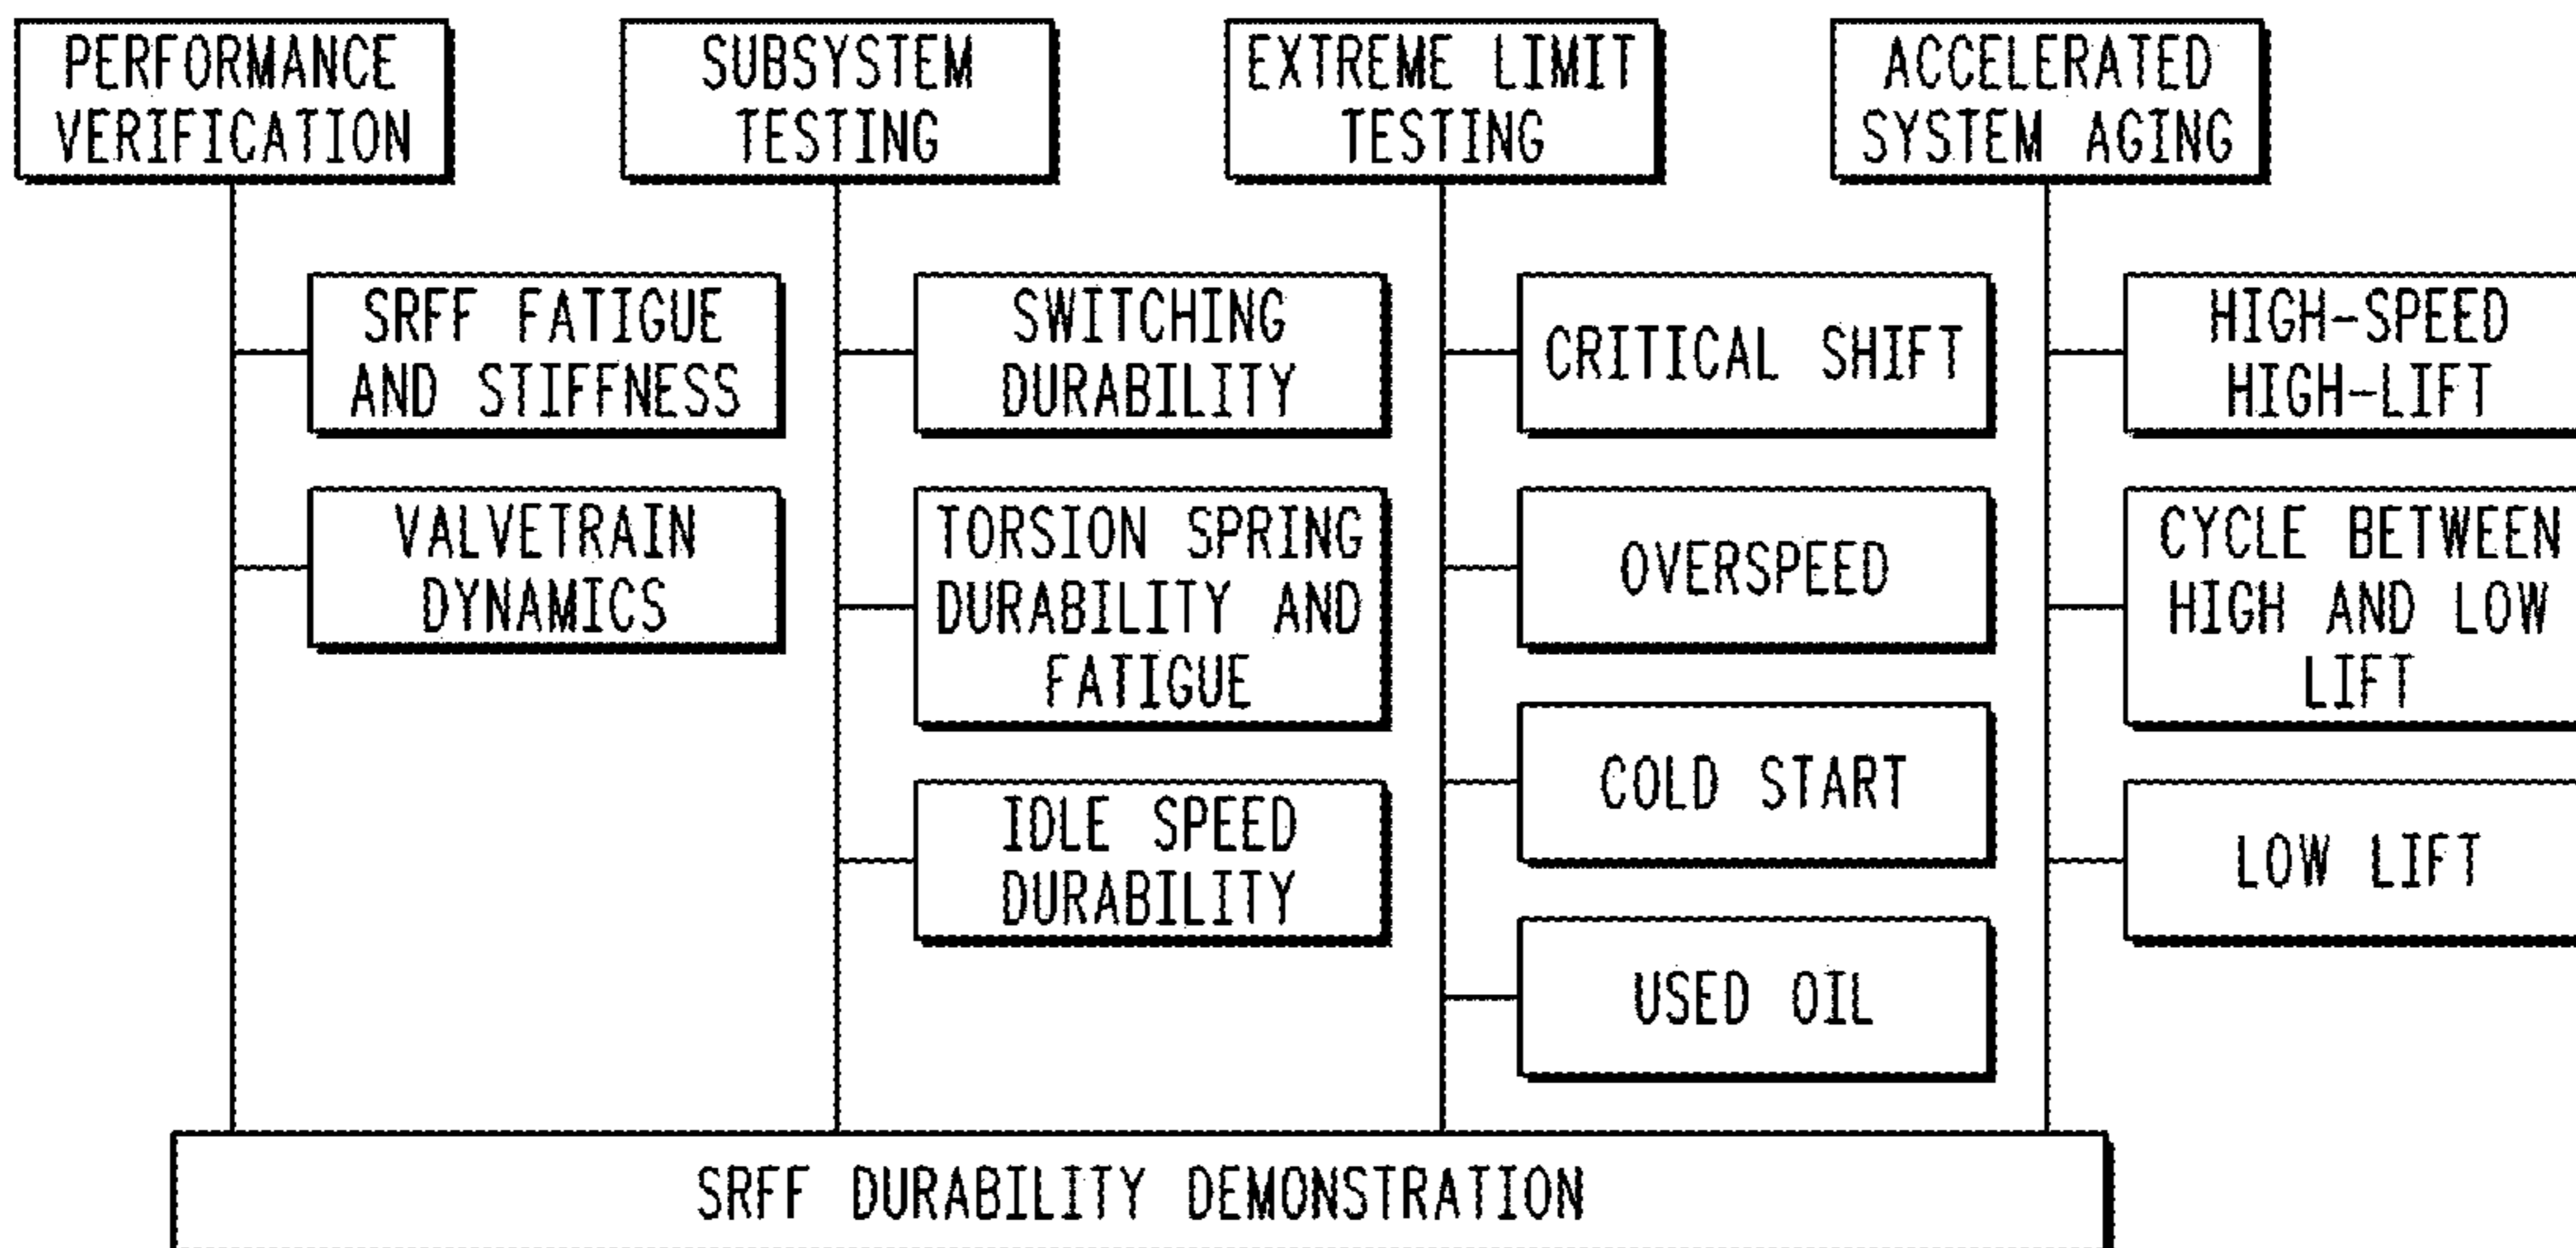 PERFORMANCE
VERIFICATION
SRFF FATIGUE
AND STIFFNESS
VALVETRAIN
DYNAMICS
SUBSYSTEM
TESTING
SWITCHING
DURABILITY
TORSION SPRING
DURABILITY AND
FATIGUE
IDLE SPEED
DURABILITY
EXTREME LIMIT
TESTING
CRITICAL SHIFT
OVERSPEED
COLD START
USED OIL
ACCELERATED
SYSTEM AGING
HIGH-SPEED
HIGH-LIFT
CYCLE BETWEEN
HIGH AND LOW
LIFT
LOW LIFT
SRFF DURABILITY DEMONSTRATION